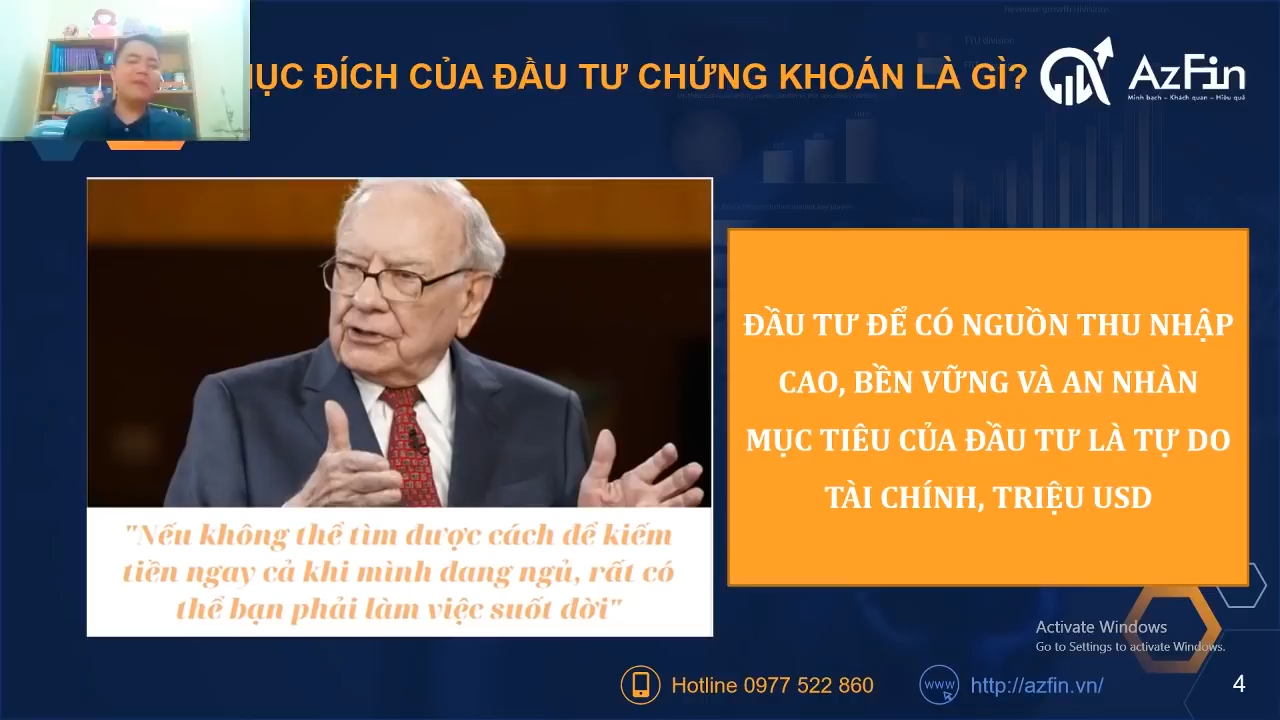 MỤC ĐÍCH CỦA ĐẦU TƯ CHỨNG KHOÁN LÀ GÌ?
AzFin
Minh bạch – Khách quan – Hiệu quả
ĐẦU TƯ ĐỂ CÓ NGUỒN THU NHẬP
CAO, BỀN VỮNG VÀ AN NHÀN
MỤC TIÊU CỦA ĐẦU TƯ LÀ TỰ DO
TÀI CHÍNH, TRIỆU USD
"Nếu không thể tìm được cách để kiếm
tiền ngay cả khi mình đang ngủ, rất có
thể bạn phải làm việc suốt đời"
Activate Windows
Go to Settings to activate Windows.
Hotline 0977 522 860
www
http://azfin.vn/
4